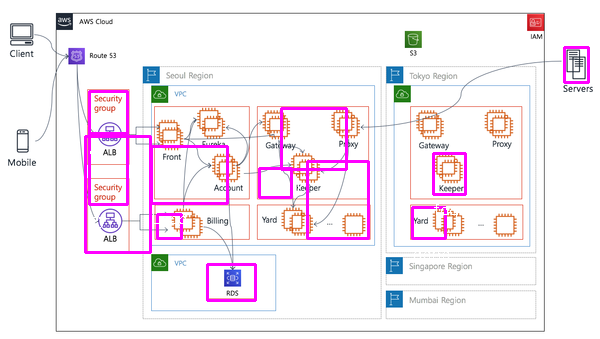 aws
AWS Cloud
IAM
Client
Route 53
S3
Servers
Seoul Region
Tokyo Region
VPC
Security
group
ALB
Front
Eureka
Gateway
Proxy
Gateway
Proxy
Mobile
Account
Keeper
Keeper
Security
group
ALB
Billing
Yard
...
Yard
...
VPC
RDS
Singapore Region
Mumbai Region